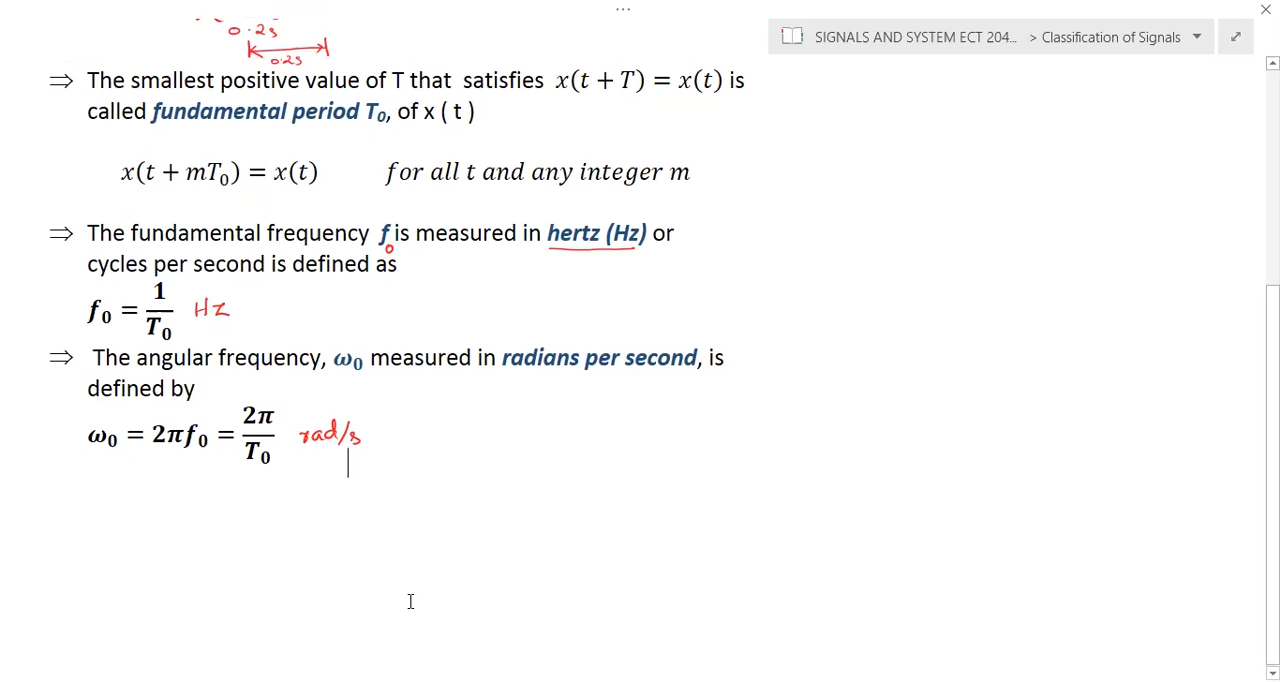 ...
SIGNALS AND SYSTEM ECT 204... > Classification of Signals
0.2s
0.2s
⇒ The smallest positive value of T that satisfies x(t + T) = x(t) is
called fundamental period T₀, of x ( t )
x(t + mT₀) = x(t) for all t and any integer m
⇒ The fundamental frequency f₀ is measured in hertz (Hz) or
cycles per second is defined as
f₀ = 1/T₀ HZ
⇒ The angular frequency, ω₀ measured in radians per second, is
defined by
ω₀ = 2πf₀ = 2π/T₀ rad/s